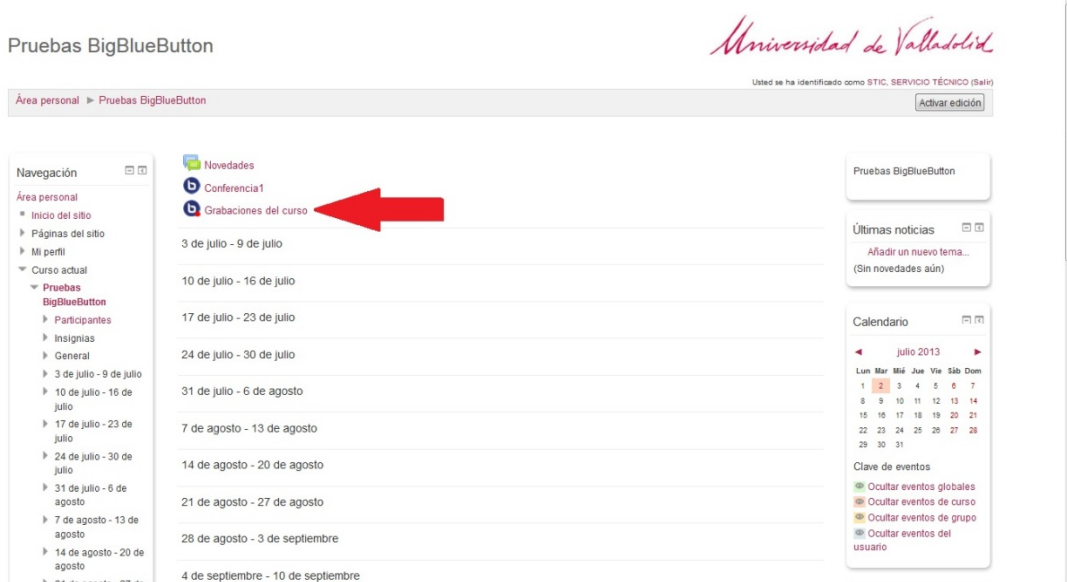 Pruebas BigBlueButton
Universidad de Valladolid
Usted se ha identificado como STIC, SERVICIO TÉCNICO (Salir)
Área personal ► Pruebas BigBlueButton
Activar edición
Navegación
Área personal
Inicio del sitio
Páginas del sitio
Mi perfil
Curso actual
Pruebas
BigBlueButton
Participantes
Insignias
General
3 de julio - 9 de julio
10 de julio - 16 de
julio
17 de julio - 23 de
julio
24 de julio - 30 de
julio
31 de julio - 6 de
agosto
7 de agosto - 13 de
agosto
14 de agosto - 20 de
agosto
Novedades
Conferencia1
Grabaciones del curso
3 de julio - 9 de julio
10 de julio - 16 de julio
17 de julio - 23 de julio
24 de julio - 30 de julio
31 de julio - 6 de agosto
7 de agosto - 13 de agosto
14 de agosto - 20 de agosto
21 de agosto - 27 de agosto
28 de agosto - 3 de septiembre
4 de septiembre - 10 de septiembre
Pruebas BigBlueButton
Últimas noticias
Añadir un nuevo tema...
(Sin novedades aún)
Calendario
◄ julio 2013 ►
Lun Mar Mié Jue Vie Sáb Dom
1 2 3 4 5 6 7
8 9 10 11 12 13 14
15 16 17 18 19 20 21
22 23 24 25 26 27 28
29 30 31
Clave de eventos
Ocultar eventos globales
Ocultar eventos de curso
Ocultar eventos de grupo
Ocultar eventos del
usuario